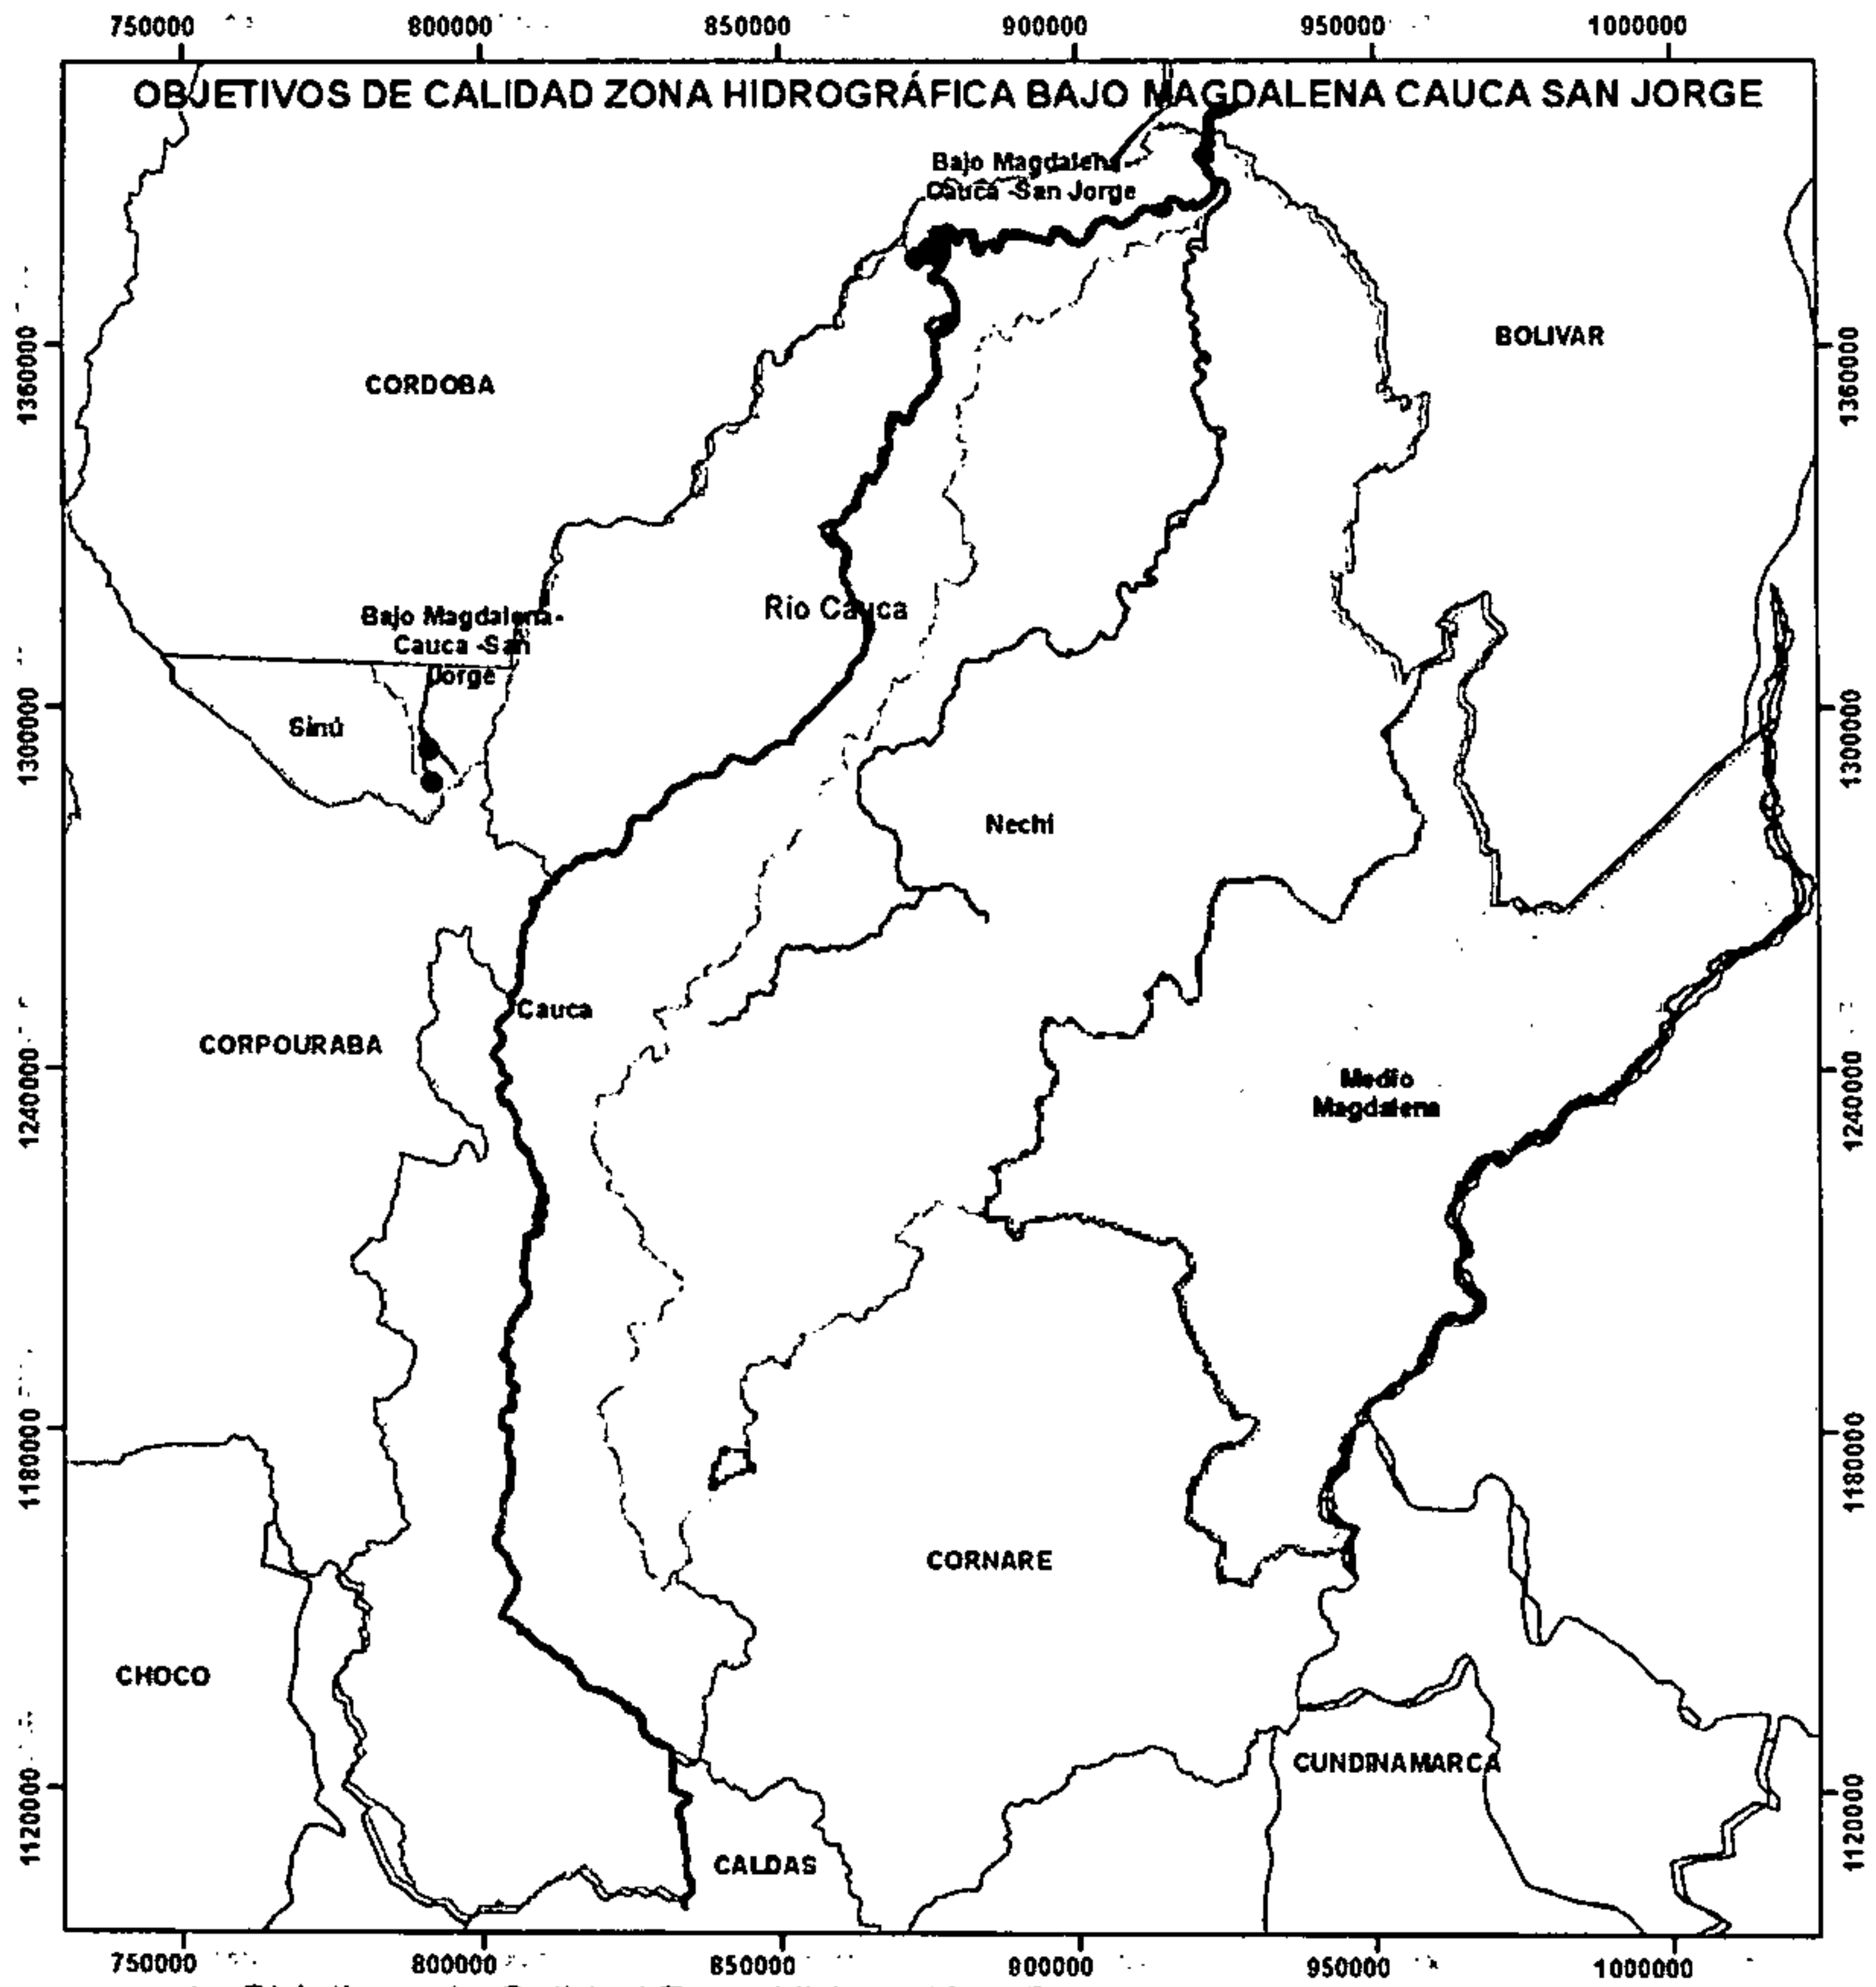 750000 800000 850000 900000 950000 1000000
OBJETIVOS DE CALIDAD ZONA HIDROGRÁFICA BAJO MAGDALENA CAUCA SAN JORGE
Bajo Magdalena-
Cauca -San Jorge
1360000
BOLIVAR
1360000
CORDOBA
Rio Cauca
Bajo Magdalena-
Cauca -San
Jorge
1300000
Sinú
1300000
Nechí
Cauca
CORPOURABA
1240000
Medio
Magdalena
1240000
1180000
1180000
CORNARE
CHOCO
1120000
CUNDINAMARCA
1120000
CALDAS
750000 800000 850000 900000 950000 1000000